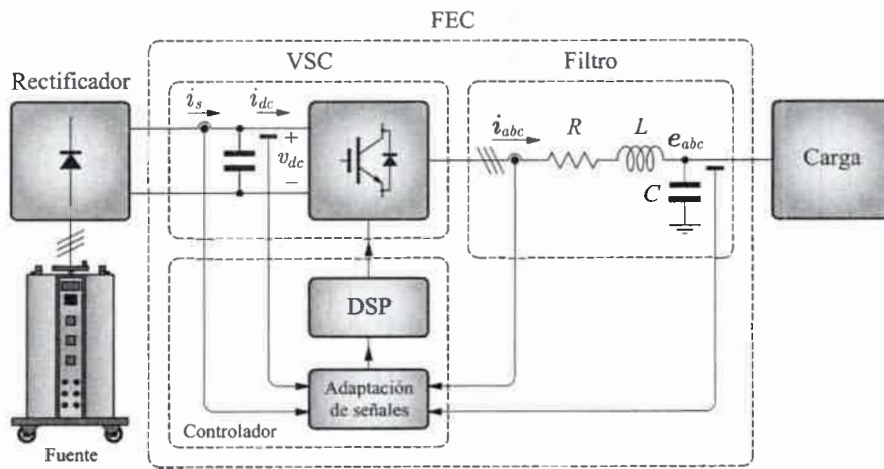 FEC
VSC
Filtro
Rectificador
i_s
i_dc
+
v_dc
−
i_abc
R
L
e_abc
C
Carga
DSP
Adaptación
de señales
Controlador
Fuente